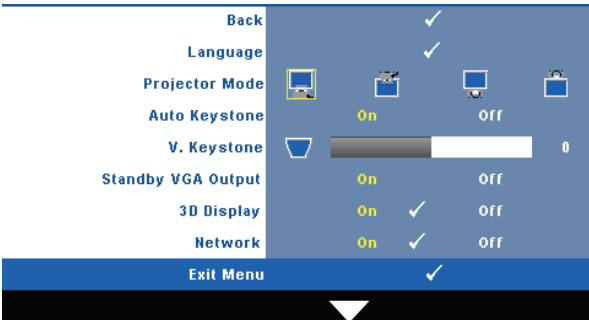 Back
Language
Projector Mode
Auto Keystone On Off
V. Keystone 0
Standby VGA Output On Off
3D Display On Off
Network On Off
Exit Menu